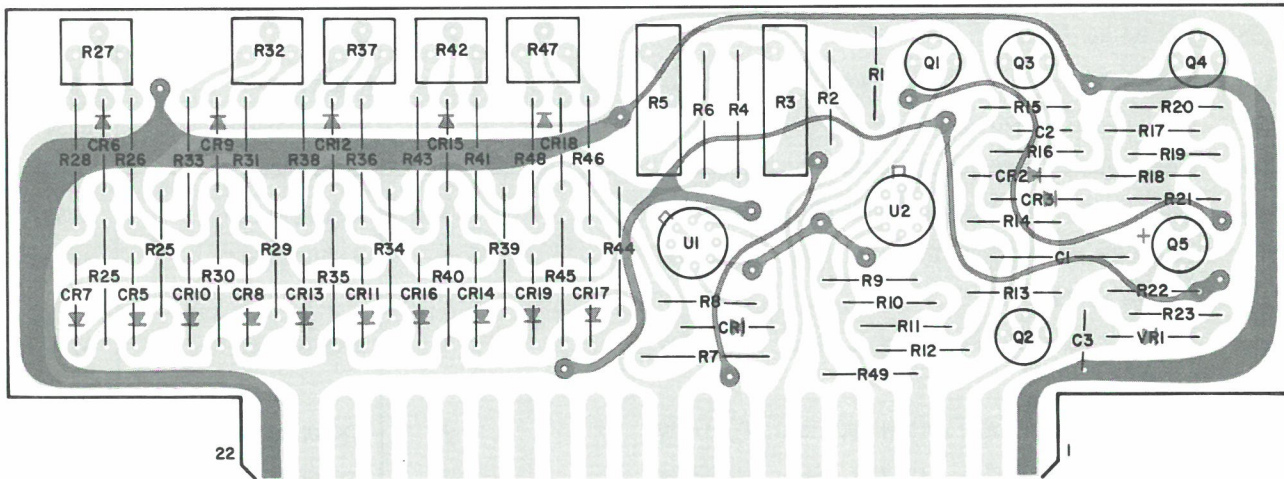 R27 R32 R37 R42 R47 R5 R6 R4 R3 R2 R1 Q1 Q3 Q4
R15 R20
C2 R17
R28 CR6 R26 R33 CR9 R31 R38 CR12 R36 R43 CR15 R41 R48 CR18 R46
R16 R19
CR2 R18
CR3 R21
U2
R14
R25 R29 R34 R39 R44 U1 + Q5
C1
R25 R30 R35 R40 R45 R9
CR7 CR5 CR10 CR8 CR13 CR11 CR16 CR14 CR19 CR17 R13 R22
R8 R10
R23
CR1 R11
Q2 C3 VR1
R7 R12
R49
22 1